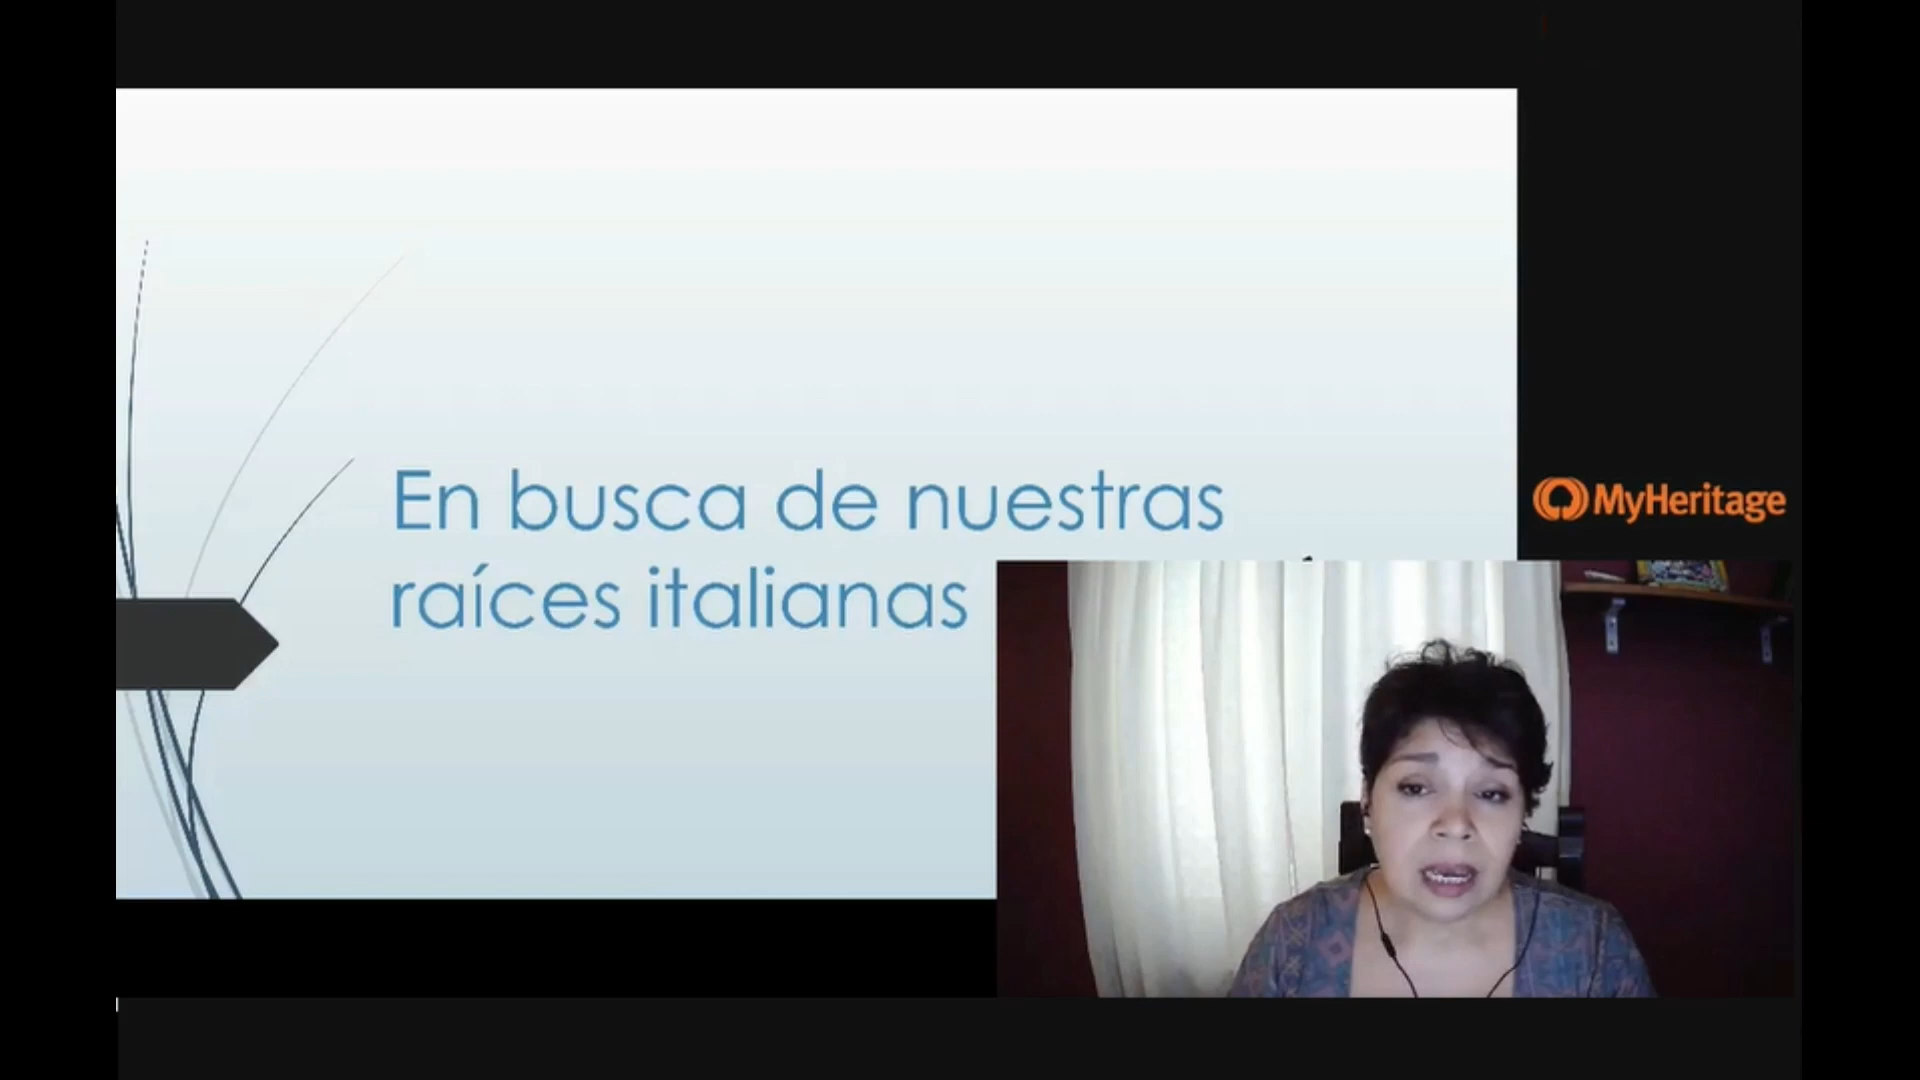 En busca de nuestras
raíces italianas
MyHeritage